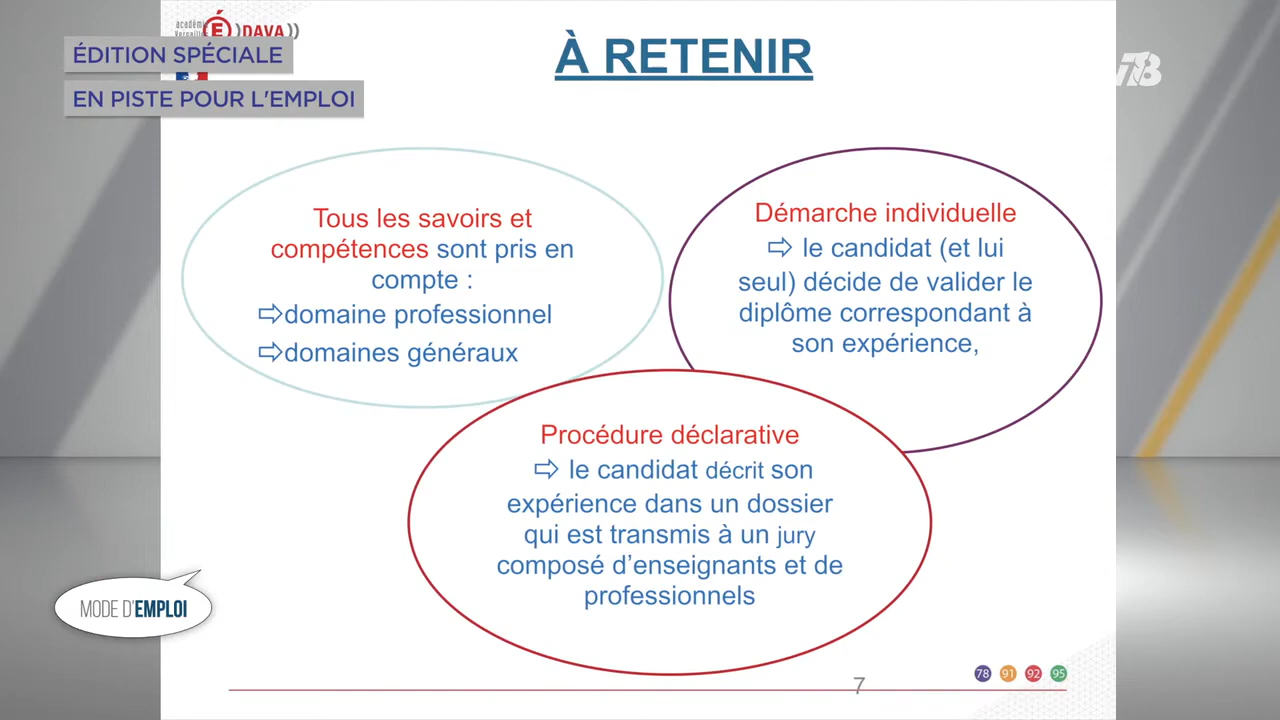 académie
É
DAVA
ÉDITION SPÉCIALE
EN PISTE POUR L'EMPLOI
À RETENIR
78
Tous les savoirs et
compétences sont pris en
compte :
⇨domaine professionnel
⇨domaines généraux
Démarche individuelle
⇨ le candidat (et lui
seul) décide de valider le
diplôme correspondant à
son expérience,
Procédure déclarative
⇨ le candidat décrit son
expérience dans un dossier
qui est transmis à un jury
composé d’enseignants et de
professionnels
MODE D'EMPLOI
78 91 92 95
7